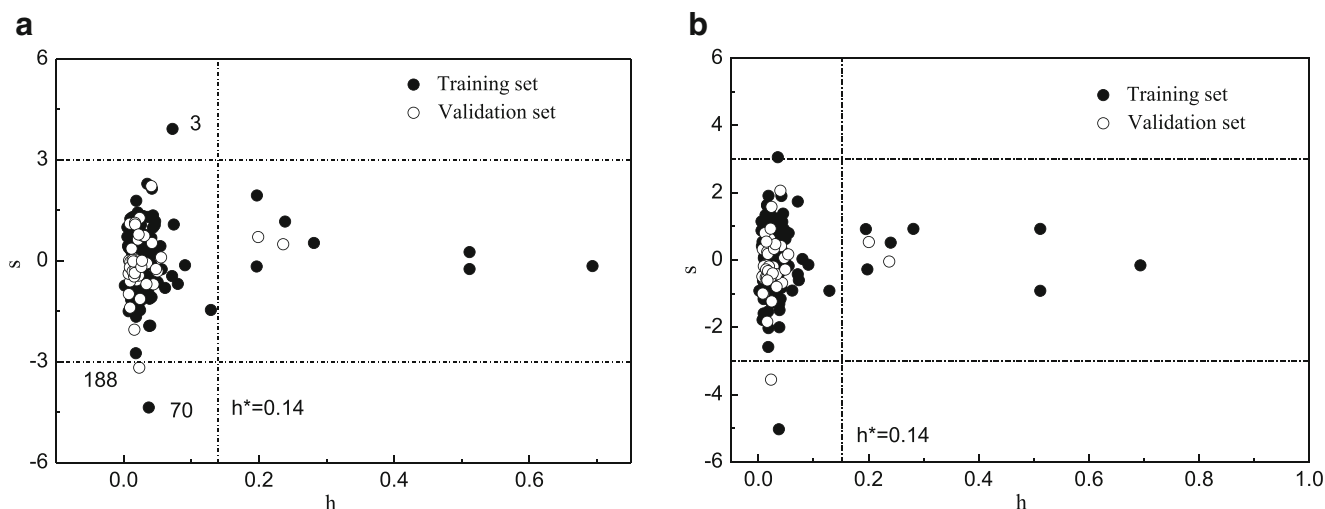 a
6
3
0
-3
-6
s
Training set
Validation set
3
188
70
h*=0.14
0.0 0.2 0.4 0.6
h
b
6
4
2
0
-2
-4
-6
s
Training set
Validation set
h*=0.14
0.0 0.2 0.4 0.6 0.8 1.0
h